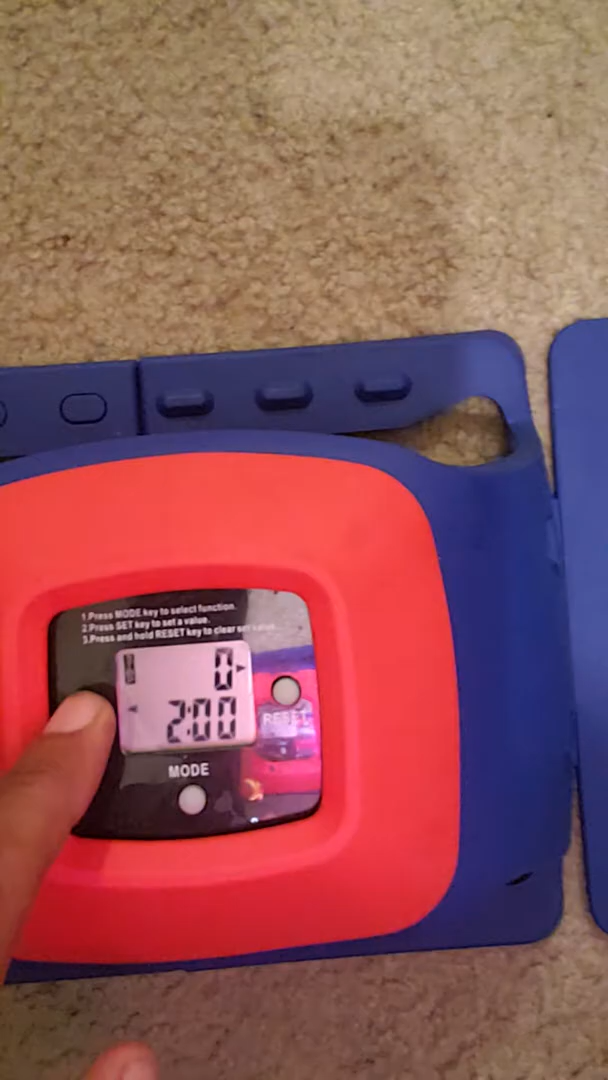 1.Press MODE key to select function.
2.Press SET key to set a value.
3.Press and hold RESET key to clear set value.
0
2:00
RESET
MODE